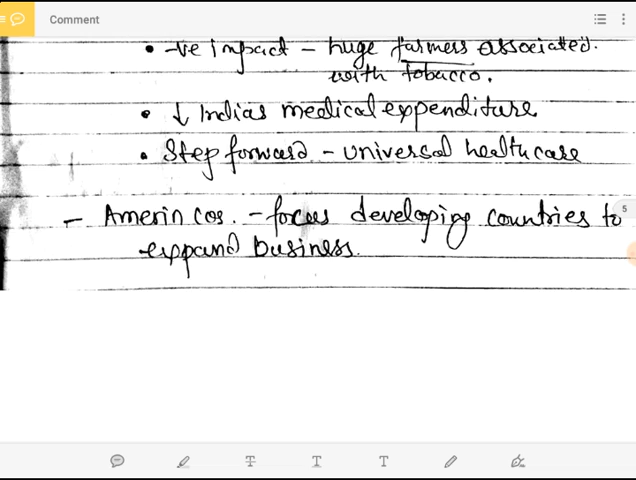 Comment
• -ve impact - huge farmers associated.
with tobacco.
• ↓ Indias medical expenditure
• Step forward - universal healthcare
- Amerin cos. - focus developing countries to
expand business.
5